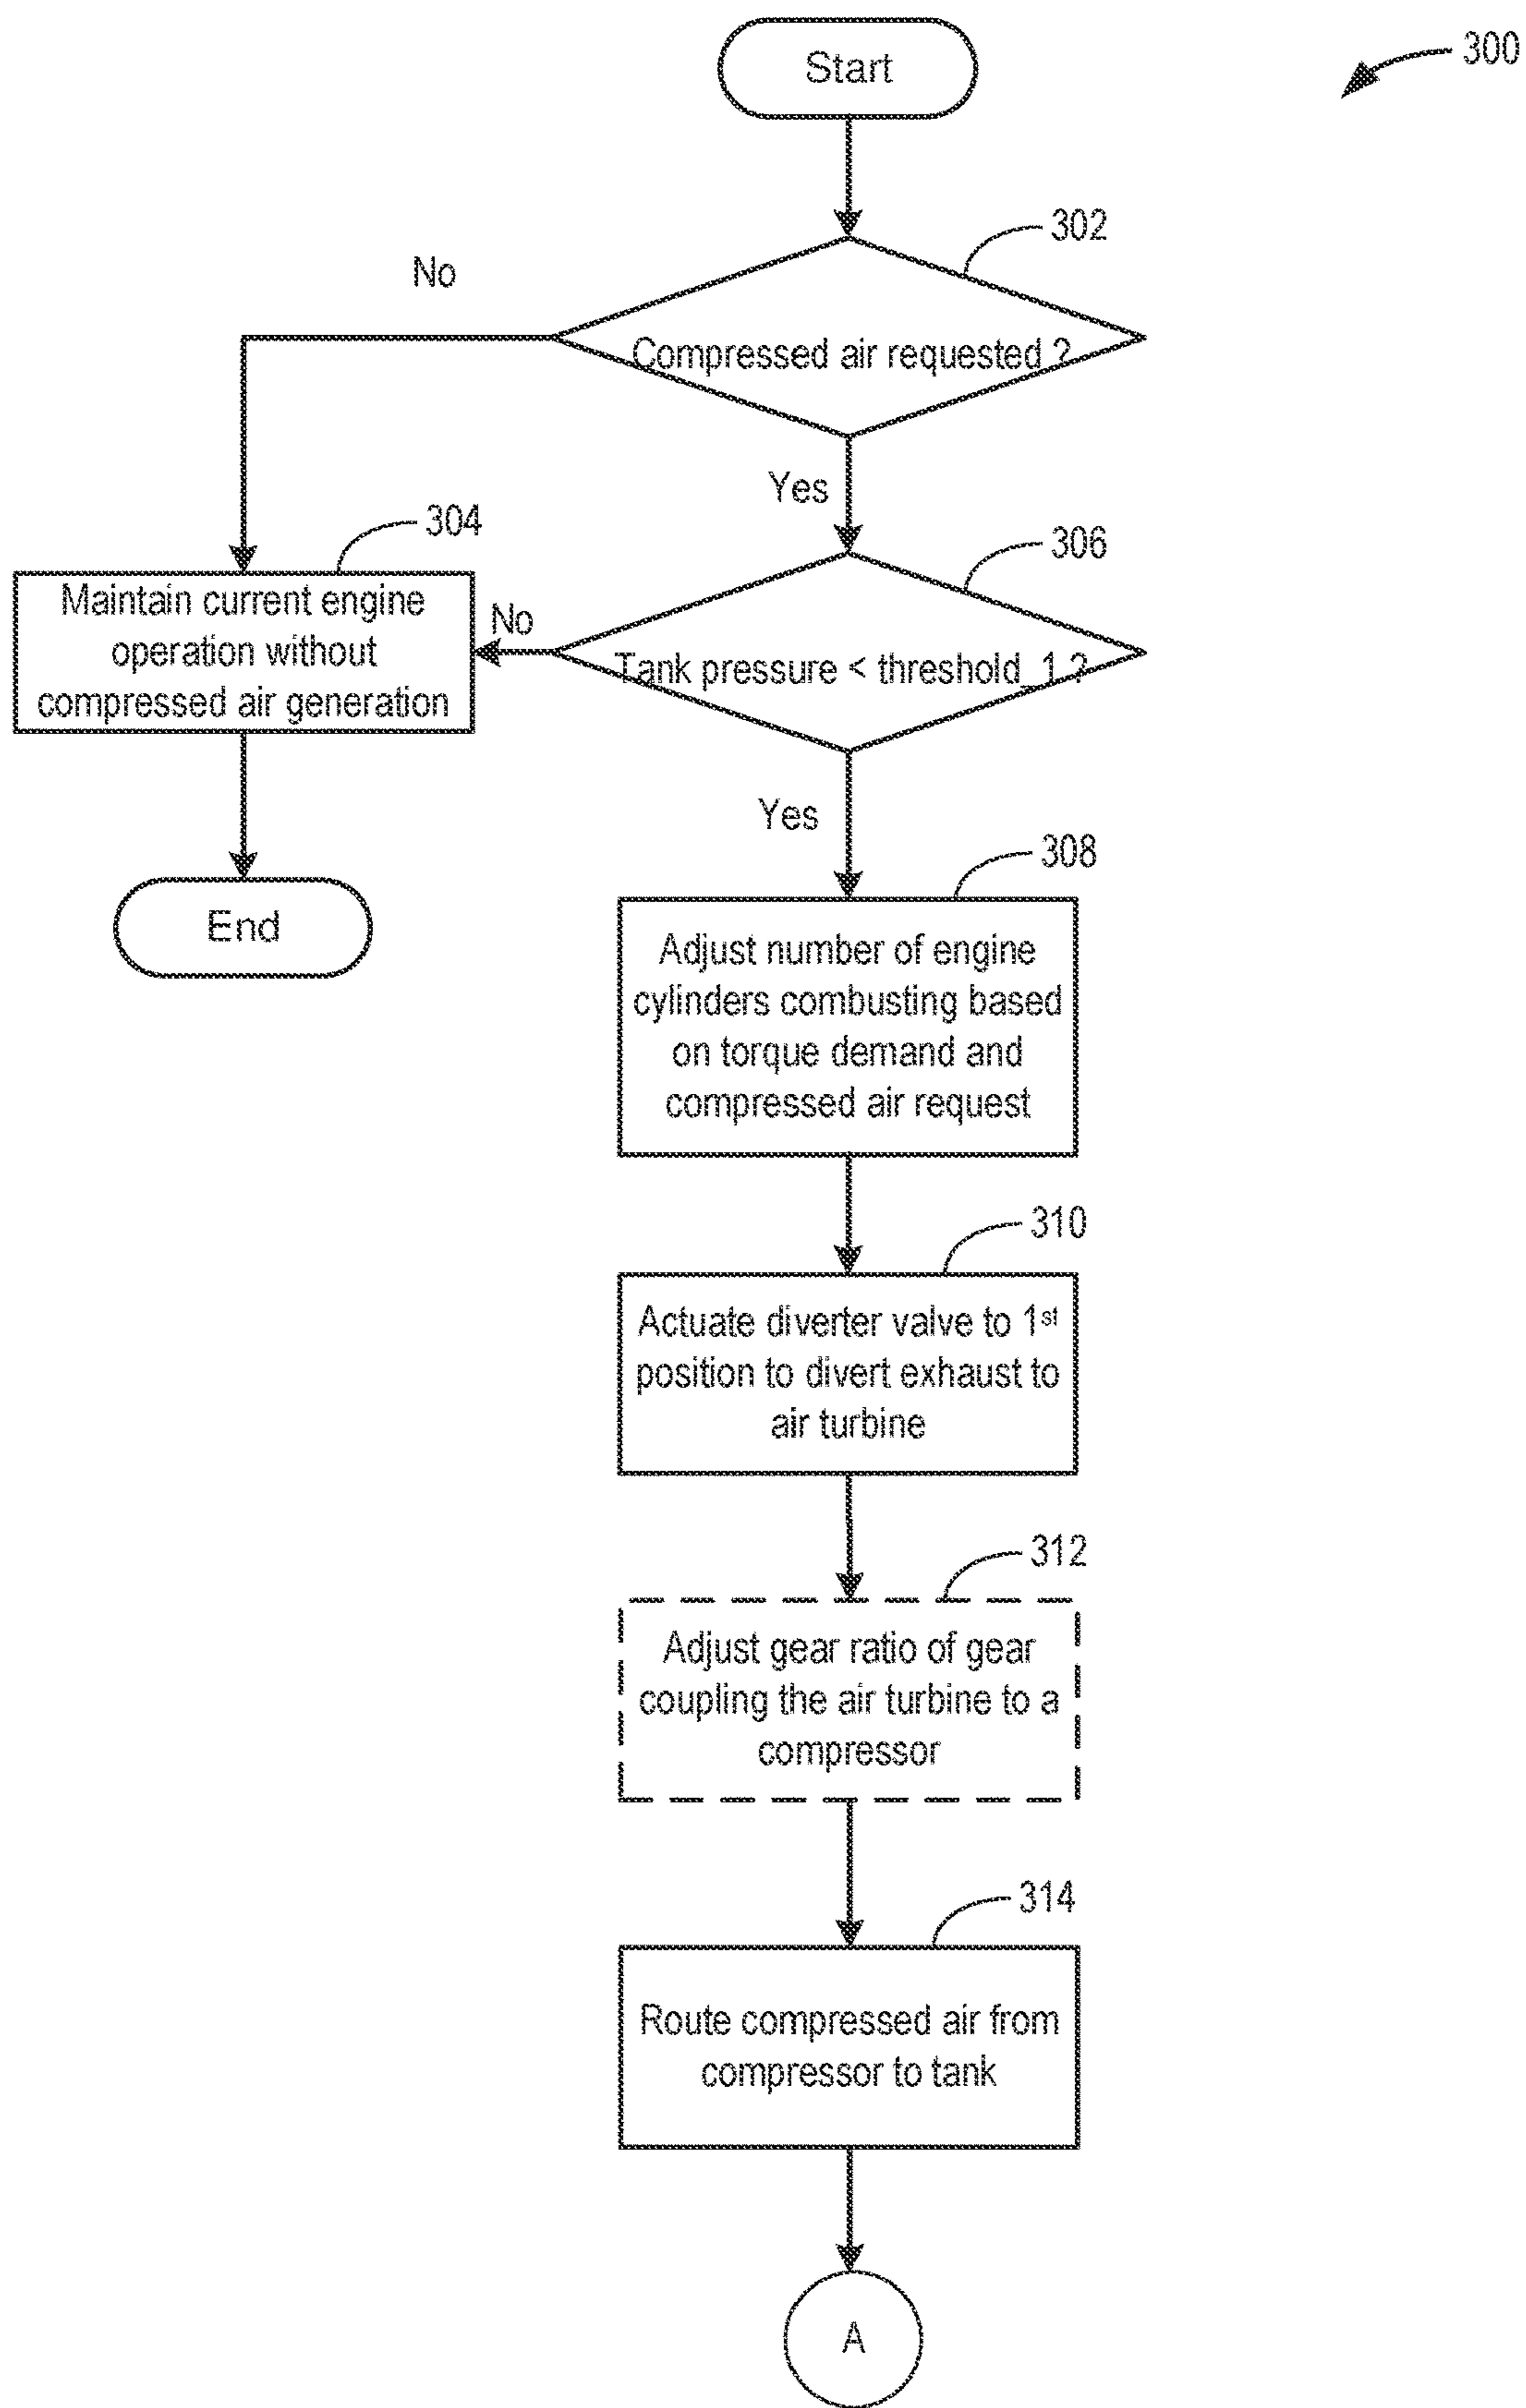 Start
300
302
No
Compressed air requested ?
Yes
304
306
Maintain current engine
operation without
compressed air generation
No
Tank pressure < threshold_1 ?
Yes
End
308
Adjust number of engine
cylinders combusting based
on torque demand and
compressed air request
310
Actuate diverter valve to 1st
position to divert exhaust to
air turbine
312
Adjust gear ratio of gear
coupling the air turbine to a
compressor
314
Route compressed air from
compressor to tank
A